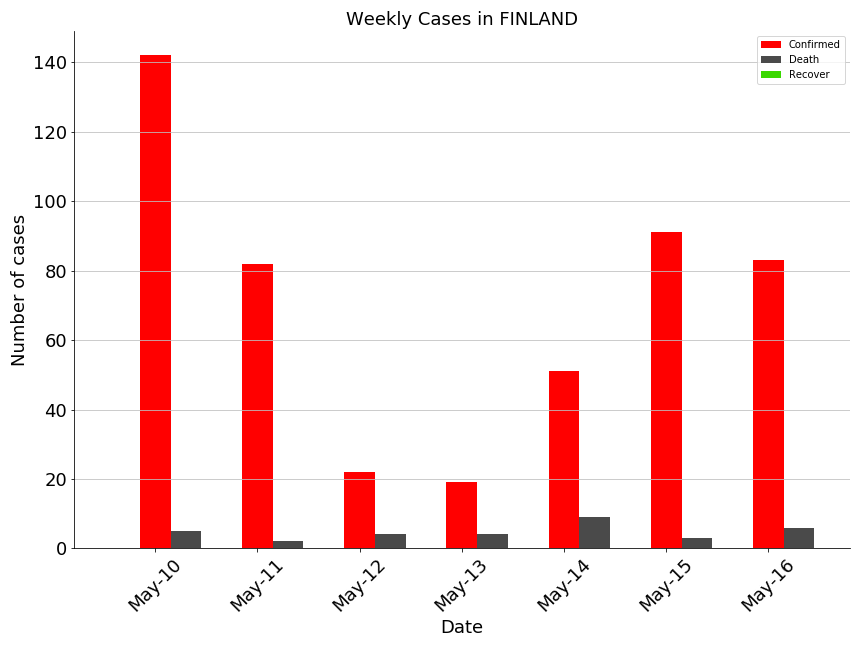 Weekly Cases in FINLAND
Confirmed
Death
Recover
Number of cases
140
120
100
80
60
40
20
0
May-10
May-11
May-12
May-13
May-14
May-15
May-16
Date